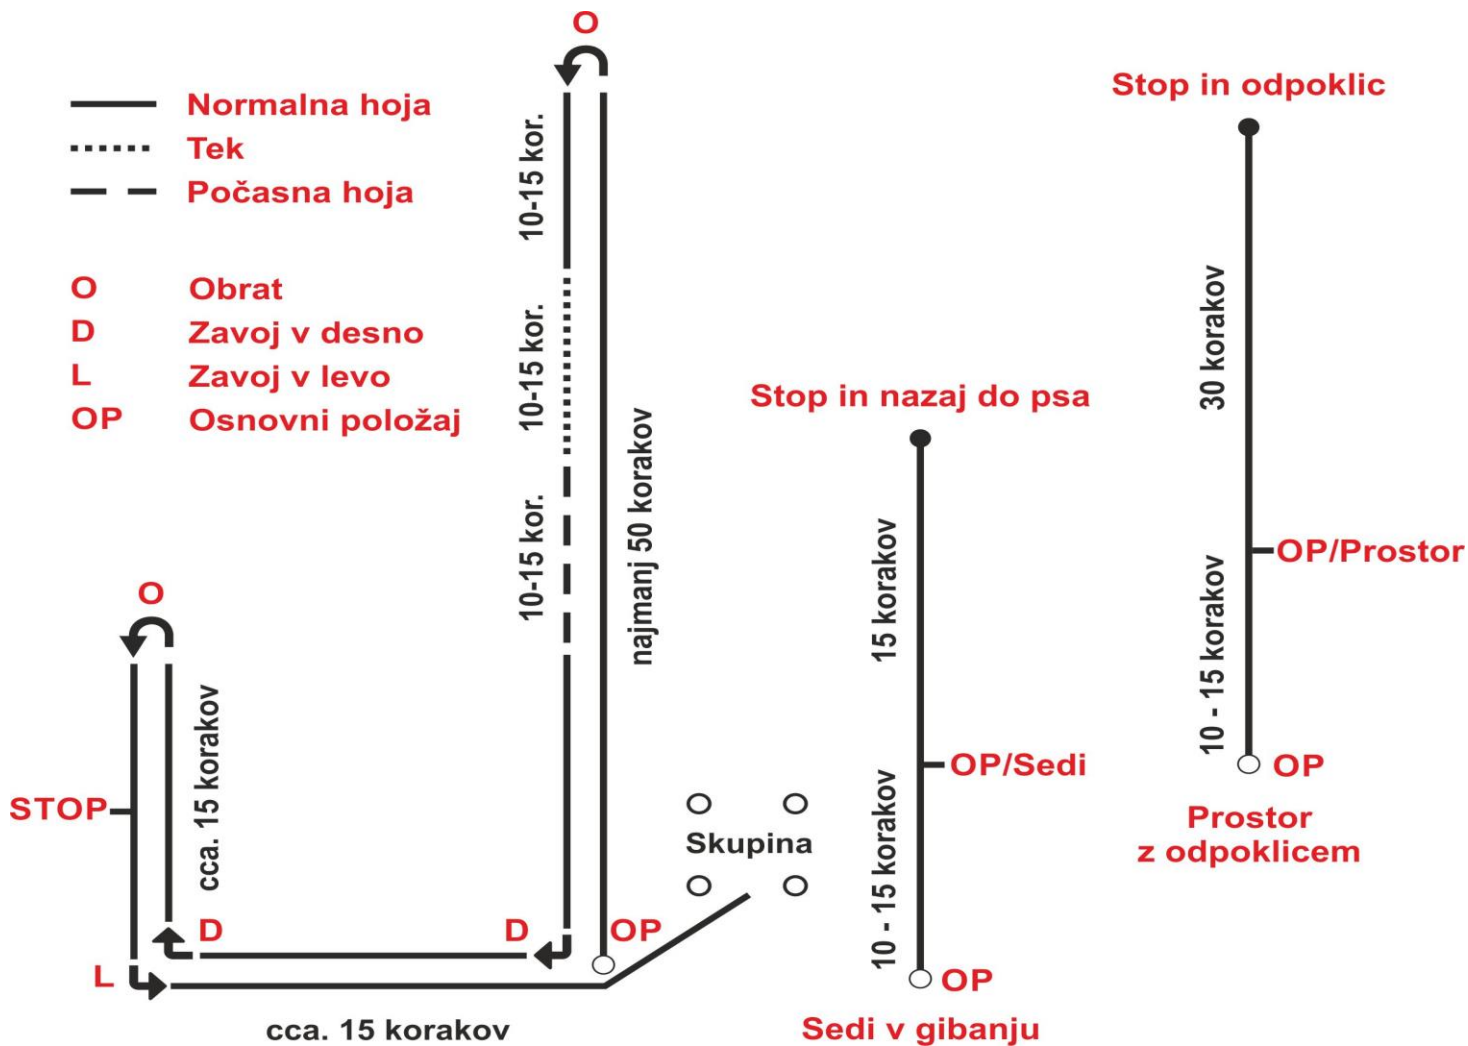 Normalna hoja
Tek
Počasna hoja
O Obrat
D Zavoj v desno
L Zavoj v levo
OP Osnovni položaj
O
10-15 kor.
10-15 kor.
10-15 kor.
najmanj 50 korakov
O
cca. 15 korakov
STOP
D
D
OP
L
cca. 15 korakov
Skupina
Stop in nazaj do psa
15 korakov
OP/Sedi
10 - 15 korakov
OP
Sedi v gibanju
Stop in odpoklic
30 korakov
OP/Prostor
10 - 15 korakov
OP
Prostor
z odpoklicem